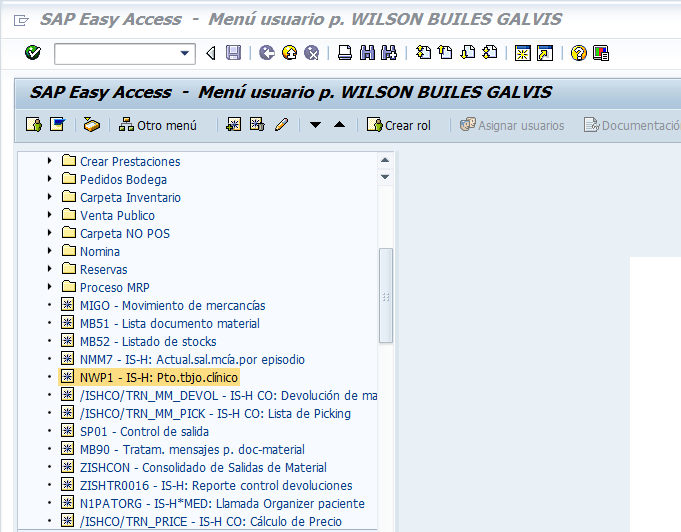 SAP Easy Access - Menú usuario p. WILSON BUILES GALVIS
SAP Easy Access - Menú usuario p. WILSON BUILES GALVIS
Otro menú Crear rol Asignar usuarios Documentació
Crear Prestaciones
Pedidos Bodega
Carpeta Inventario
Venta Publico
Carpeta NO POS
Nomina
Reservas
Proceso MRP
MIGO - Movimiento de mercancías
MB51 - Lista documento material
MB52 - Listado de stocks
NMM7 - IS-H: Actual.sal.mcía.por episodio
NWP1 - IS-H: Pto.tbjo.clínico
/ISHCO/TRN_MM_DEVOL - IS-H CO: Devolución de ma
/ISHCO/TRN_MM_PICK - IS-H CO: Lista de Picking
SP01 - Control de salida
MB90 - Tratam. mensajes p. doc-material
ZISHCON - Consolidado de Salidas de Material
ZISHTR0016 - IS-H: Reporte control devoluciones
N1PATORG - IS-H*MED: Llamada Organizer paciente
/ISHCO/TRN_PRICE - IS-H CO: Cálculo de Precio